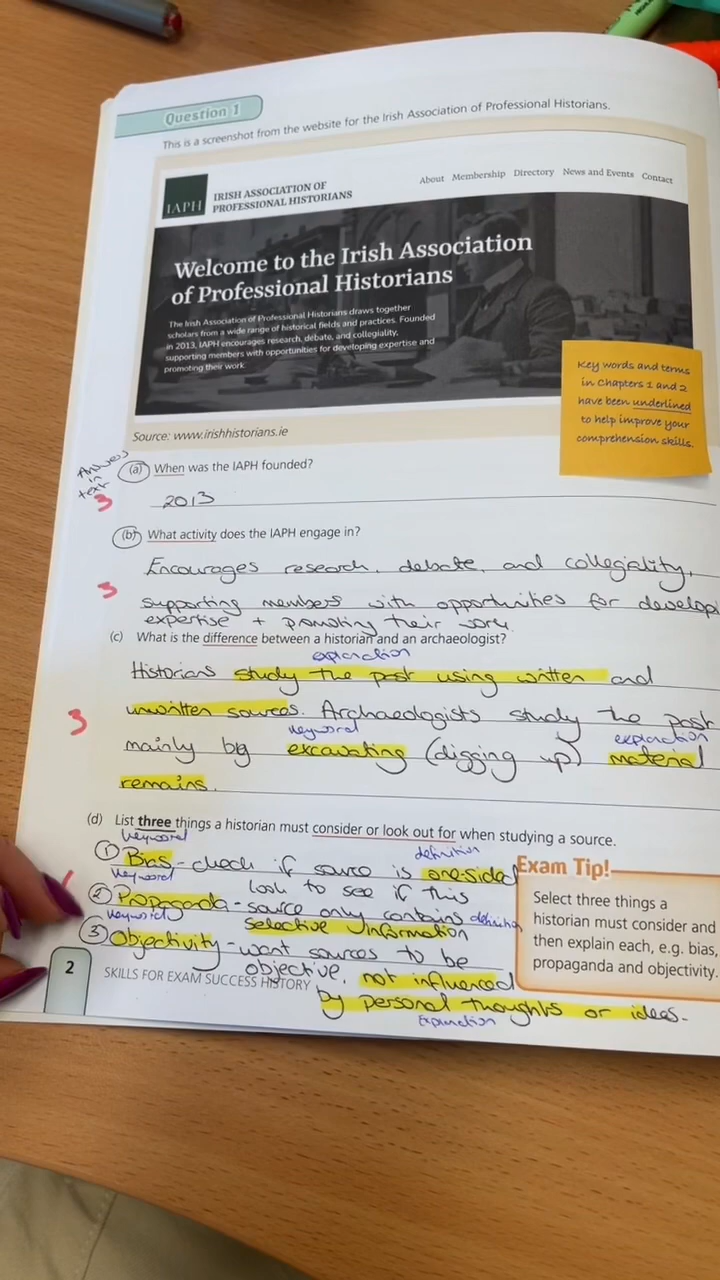 Question 1
This is a screenshot from the website for the Irish Association of Professional Historians.
IAPH
IRISH ASSOCIATION OF
PROFESSIONAL HISTORIANS
About Membership Directory News and Events Contact
Welcome to the Irish Association
of Professional Historians
The Irish Association of Professional Historians draws together
scholars from a wide range of historical fields and practices. Founded
in 2013, IAPH encourages research, debate, and collegiality,
supporting members with opportunities for developing expertise and
promoting their work.
Key words and terms
in Chapters 1 and 2
have been underlined
to help improve your
comprehension skills.
Source: www.irishhistorians.ie
Answers
in
text
3
(a) When was the IAPH founded?
2013
(b) What activity does the IAPH engage in?
Encourages research, debate, and collegiality,
3
supporting members with opportunities for developi
expertise + promoting their work.
(c) What is the difference between a historian and an archaeologist?
explanation
Historians study the past using written and
3
unwritten sources. Archaeologists study the past
keyword
explanation
mainly by excavating (digging up) material
remains.
(d) List three things a historian must consider or look out for when studying a source.
keyword
definition
① Bias - check if source is one-sided
keyword
look to see if this
② Propaganda - source only contains
definition
keyword
selective information
③ Objectivity - want sources to be
objective, not influenced
by personal thoughts or ideas.
Explanation
Exam Tip!
Select three things a
historian must consider and
then explain each, e.g. bias,
propaganda and objectivity.
2
SKILLS FOR EXAM SUCCESS HISTORY